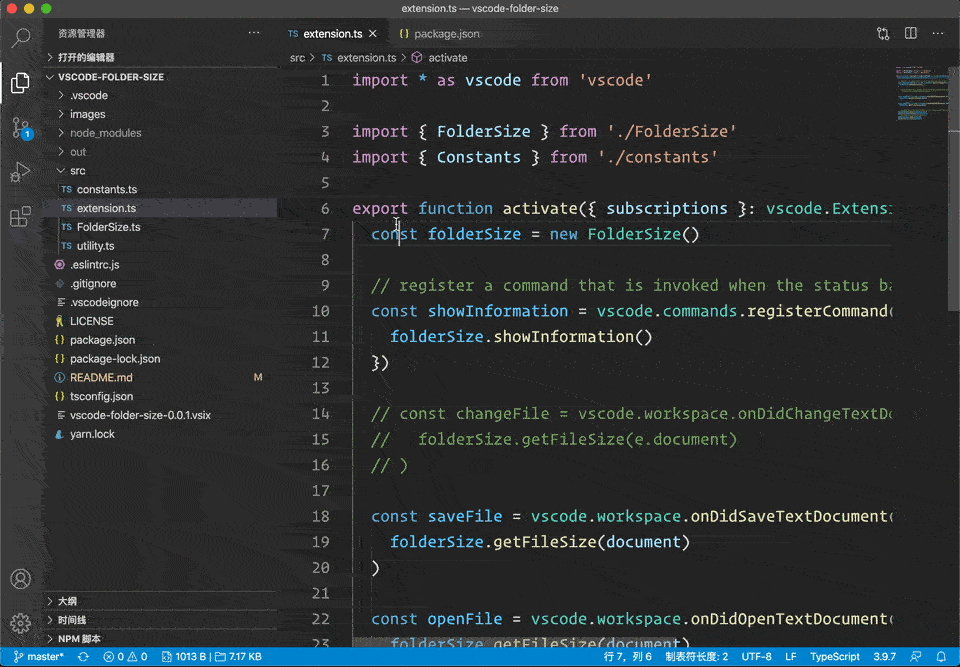 extension.ts — vscode-folder-size
资源管理器 ···
打开的编辑器
VSCODE-FOLDER-SIZE
.vscode
images
node_modules
out
src
TS constants.ts
TS extension.ts
TS FolderSize.ts
TS utility.ts
.eslintrc.js
.gitignore
.vscodeignore
LICENSE
{} package.json
{} package-lock.json
README.md M
{} tsconfig.json
vscode-folder-size-0.0.1.vsix
yarn.lock
大纲
时间线
NPM 脚本
1
TS extension.ts × {} package.json ···
src > TS extension.ts > activate
1 import * as vscode from 'vscode'
2
3 import { FolderSize } from './FolderSize'
4 import { Constants } from './constants'
5
6 export function activate({ subscriptions }: vscode.Extensi
7 const folderSize = new FolderSize()
8
9 // register a command that is invoked when the status ba
10 const showInformation = vscode.commands.registerCommand(
11 folderSize.showInformation()
12 })
13
14 // const changeFile = vscode.workspace.onDidChangeTextDo
15 // folderSize.getFileSize(e.document)
16 // )
17
18 const saveFile = vscode.workspace.onDidSaveTextDocument(
19 folderSize.getFileSize(document)
20 )
21
22 const openFile = vscode.workspace.onDidOpenTextDocument(
23 folderSize.getFileSize(document)
master* 0 0 1013 B | 7.17 KB 行 7，列 6 制表符长度: 2 UTF-8 LF TypeScript 3.9.7